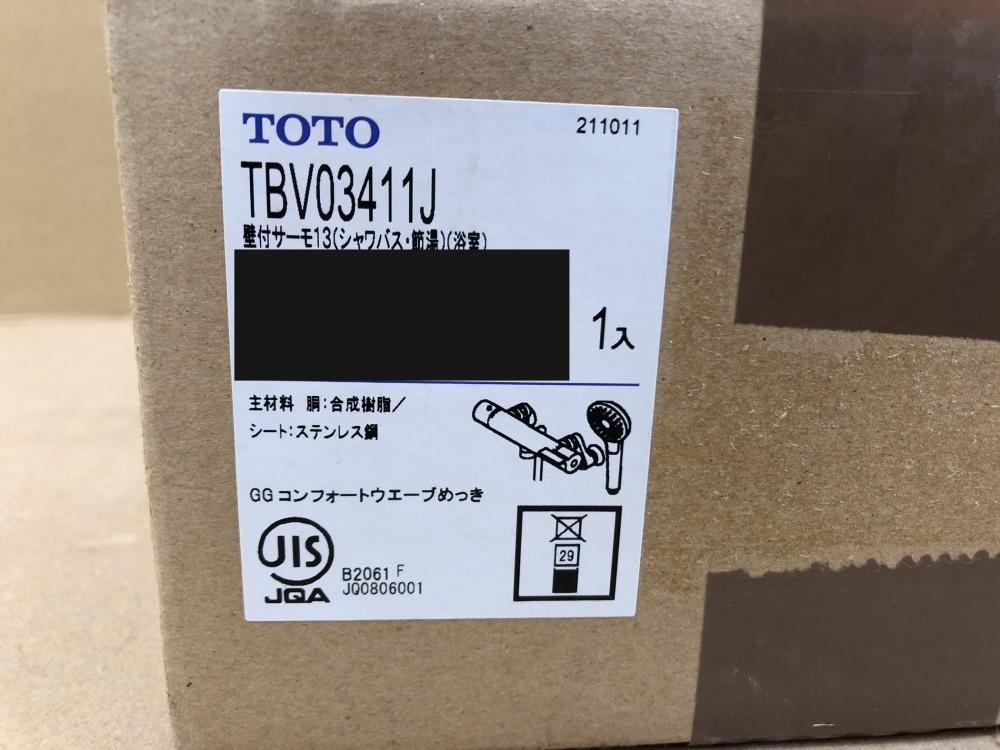 TOTO
211011
TBV03411J
壁付サーモ13(シャワバス・節湯)(浴室)
1入
主材料 胴:合成樹脂/
シート:ステンレス鋼
GGコンフォートウエーブめっき
29
JIS
JQA
B2061 F
JQ0806001